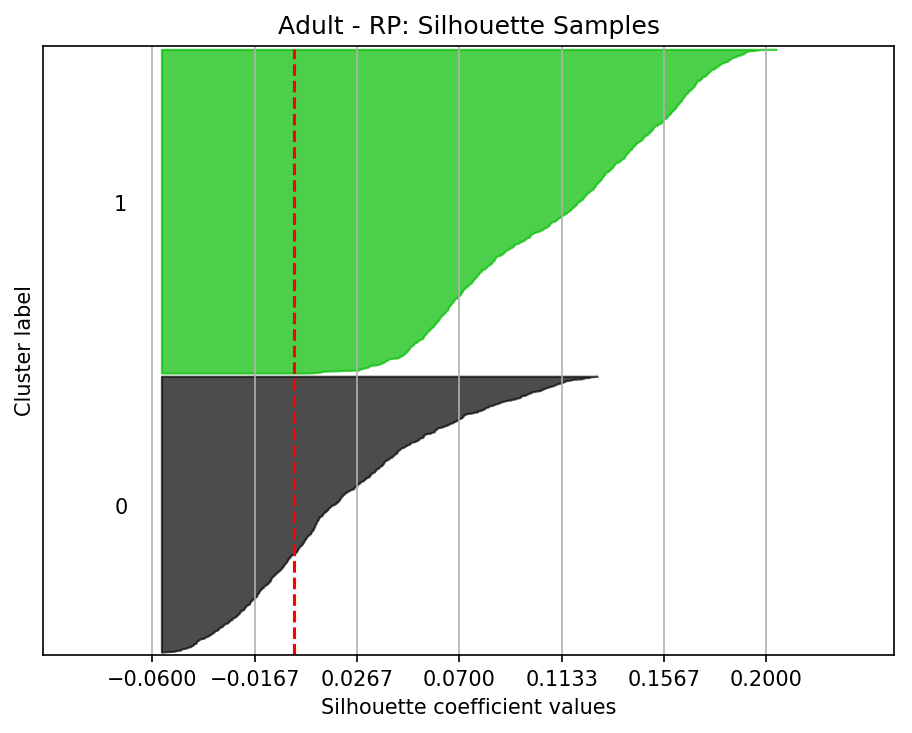 Adult - RP: Silhouette Samples
Cluster label
1
0
−0.0600 −0.0167 0.0267 0.0700 0.1133 0.1567 0.2000
Silhouette coefficient values